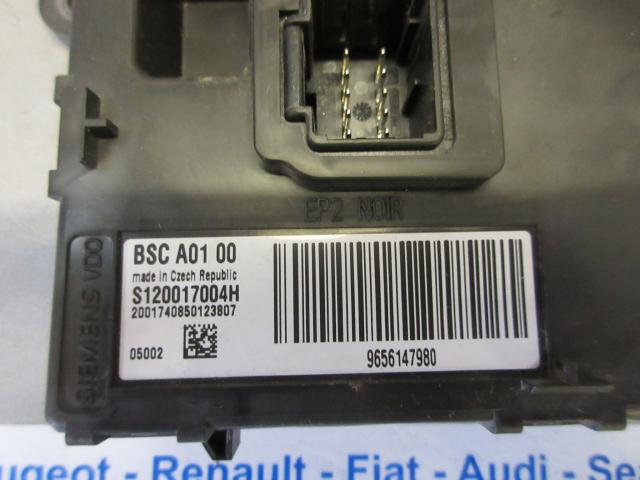 EP2 NOIR
BSC A01 00
made in Czech Republic
S120017004H
2001740850123807
05002
9656147980
SIEMENS VDO
Peugeot - Renault - Fiat - Audi - Se